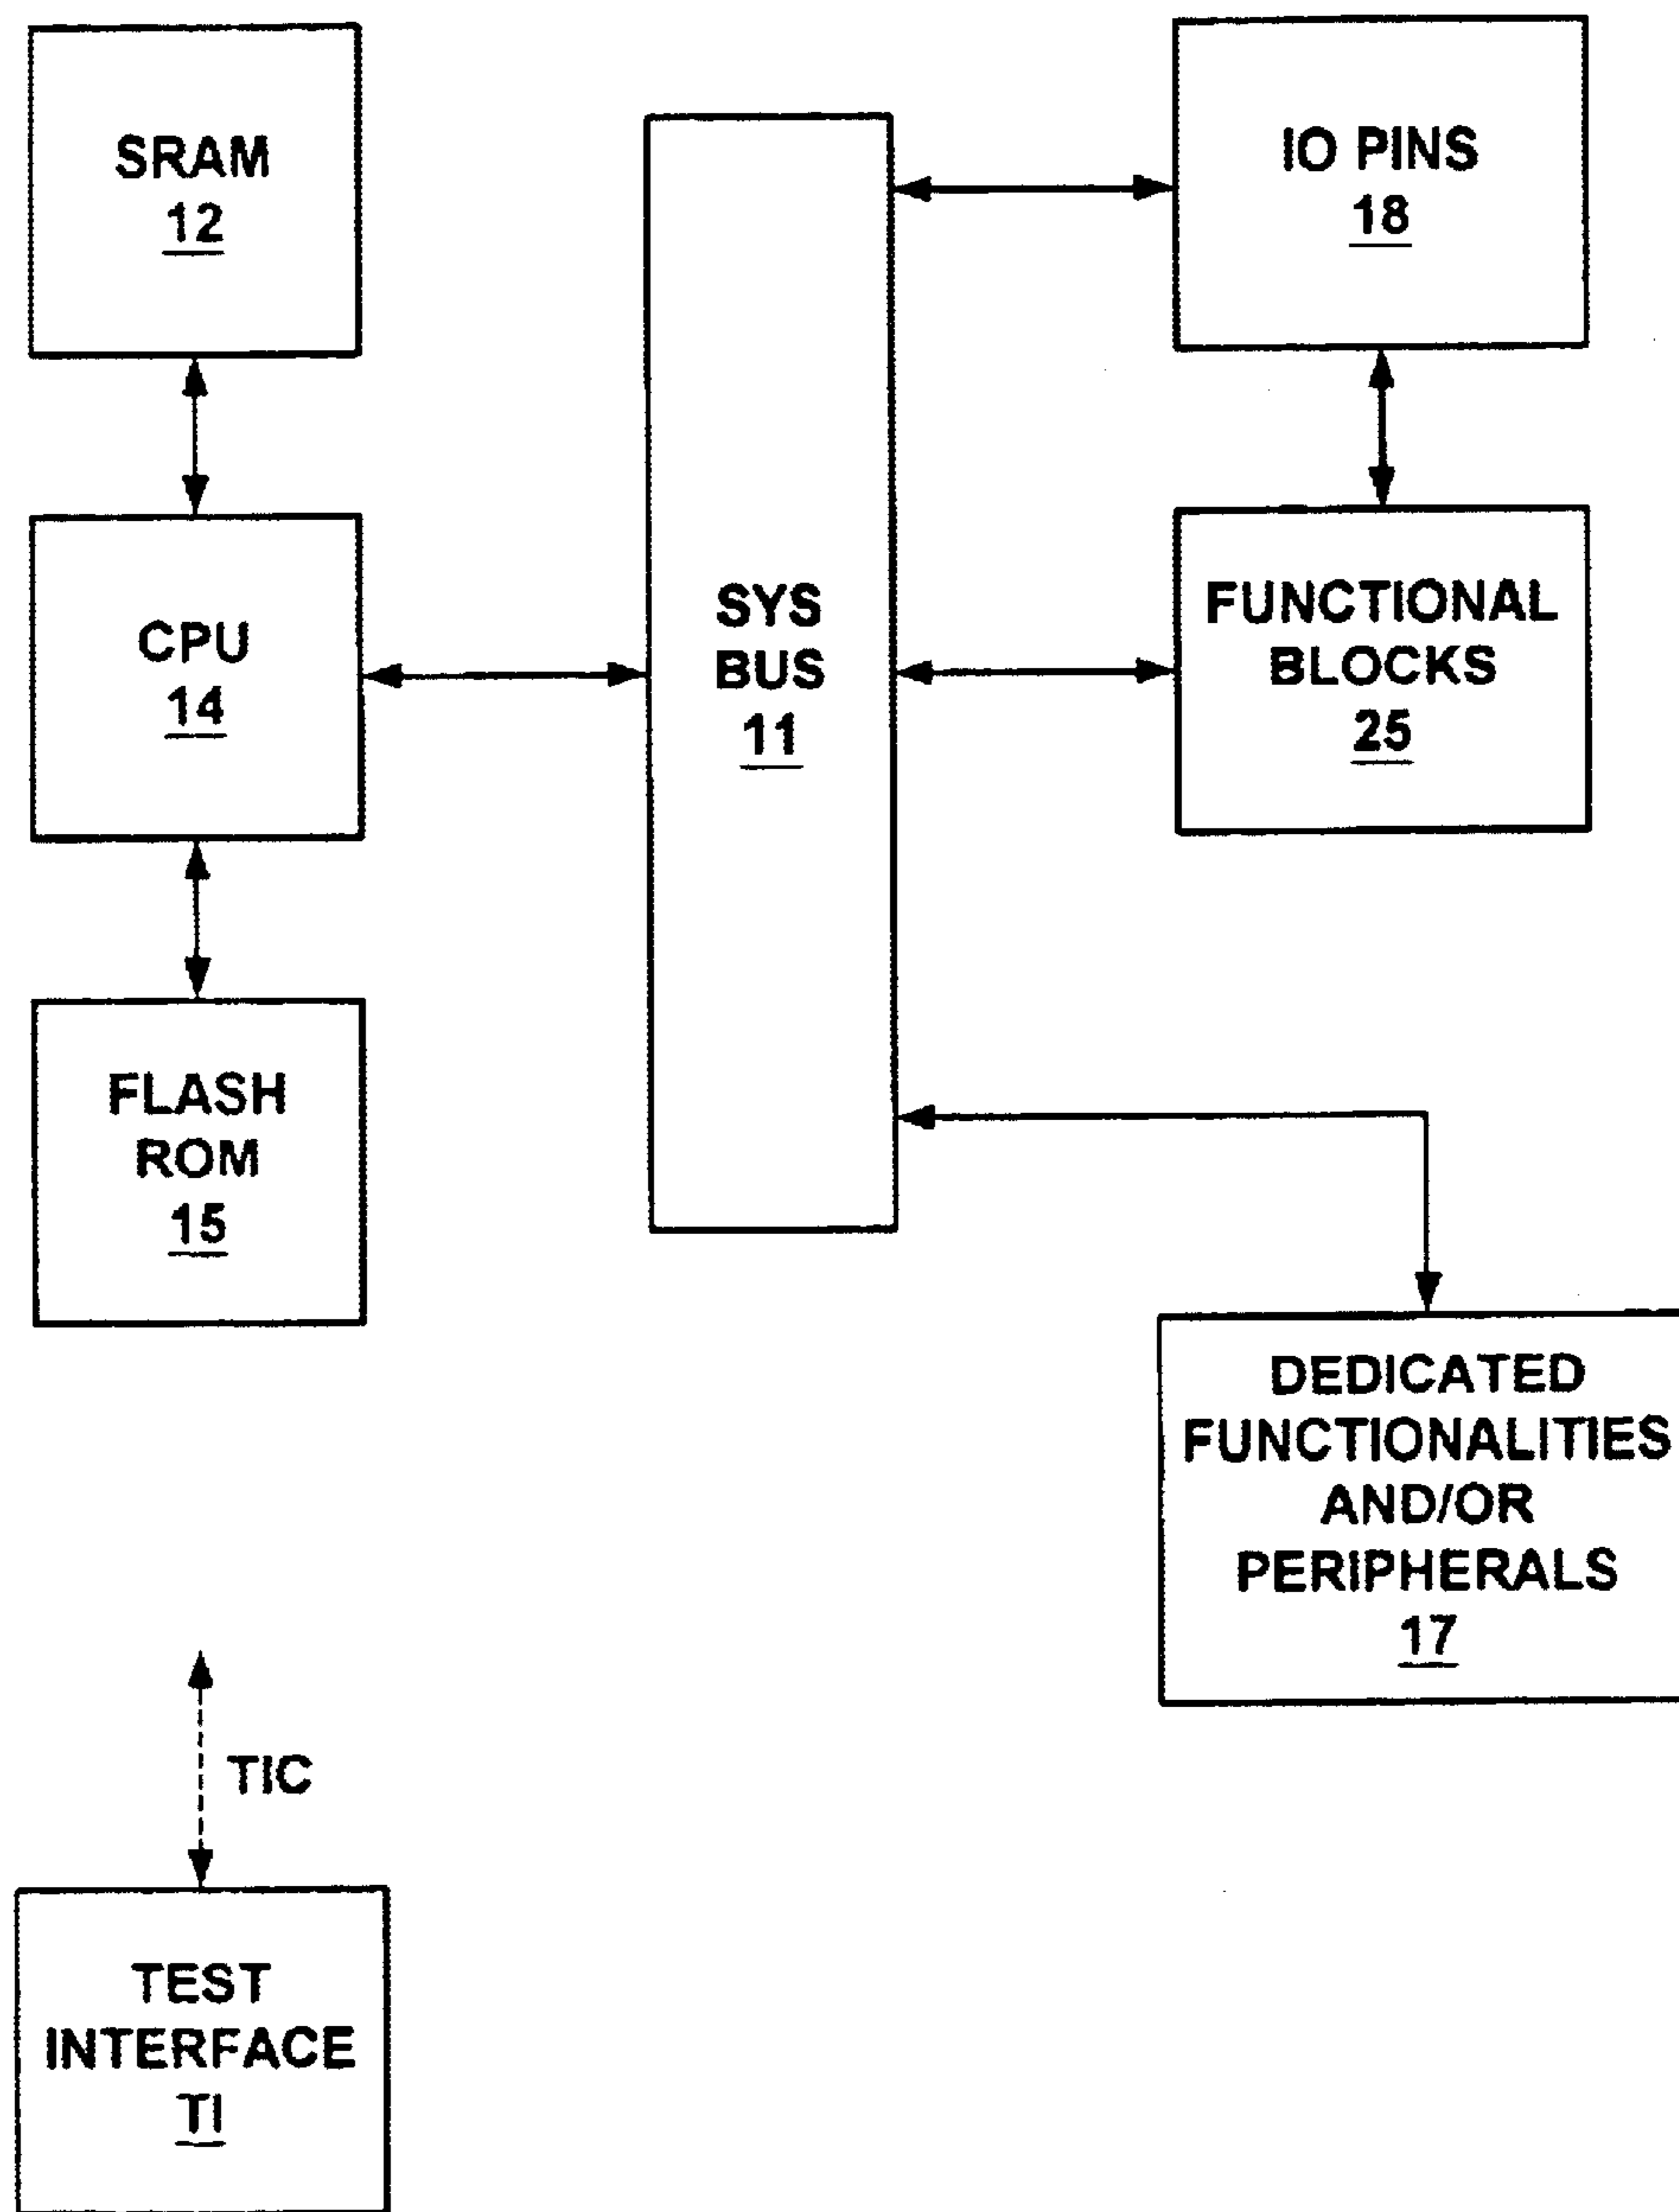 SRAM
12
IO PINS
18
CPU
14
SYS
BUS
11
FUNCTIONAL
BLOCKS
25
FLASH
ROM
15
DEDICATED
FUNCTIONALITIES
AND/OR
PERIPHERALS
17
TIC
TEST
INTERFACE
TI